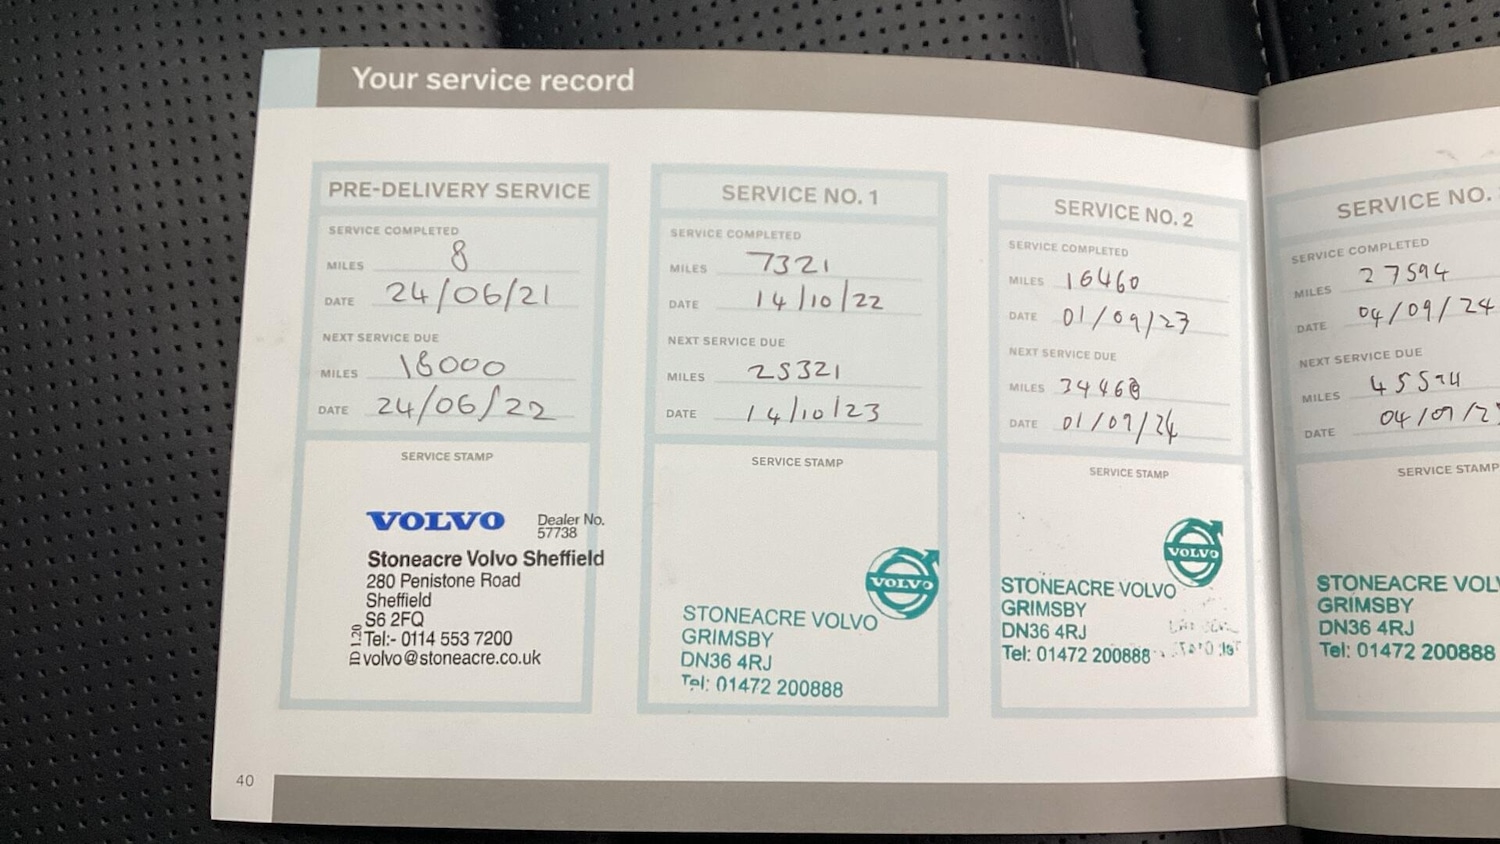 Your service record
PRE-DELIVERY SERVICE
SERVICE COMPLETED
MILES 8
DATE 24/06/21
NEXT SERVICE DUE
MILES 18000
DATE 24/06/22
SERVICE STAMP
VOLVO Dealer No.
57738
Stoneacre Volvo Sheffield
280 Penistone Road
Sheffield
S6 2FQ
Tel:- 0114 553 7200
volvo@stoneacre.co.uk
ID 1.20
SERVICE NO. 1
SERVICE COMPLETED
MILES 7321
DATE 14/10/22
NEXT SERVICE DUE
MILES 25321
DATE 14/10/23
SERVICE STAMP
VOLVO
STONEACRE VOLVO
GRIMSBY
DN36 4RJ
Tel: 01472 200888
SERVICE NO. 2
SERVICE COMPLETED
MILES 16460
DATE 01/09/23
NEXT SERVICE DUE
MILES 34460
DATE 01/09/24
SERVICE STAMP
VOLVO
STONEACRE VOLVO
GRIMSBY
DN36 4RJ
Tel: 01472 200888
SERVICE NO.
SERVICE COMPLETED
MILES 27594
DATE 04/09/24
NEXT SERVICE DUE
MILES 45594
DATE 04/09/2
SERVICE STAMP
STONEACRE VOL
GRIMSBY
DN36 4RJ
Tel: 01472 200888
40